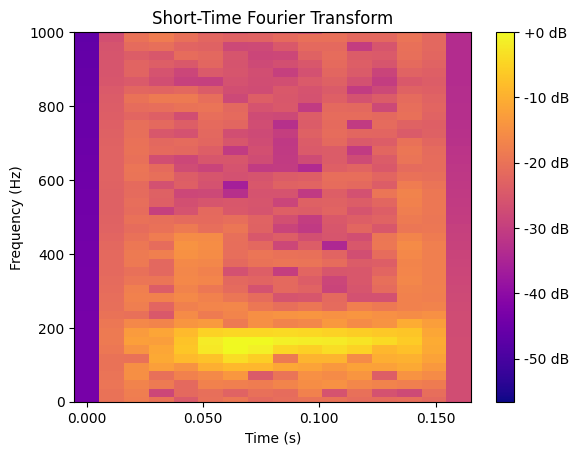 Short-Time Fourier Transform
Frequency (Hz)
1000
800
600
400
200
0
0.000
0.050
0.100
0.150
Time (s)
+0 dB
-10 dB
-20 dB
-30 dB
-40 dB
-50 dB